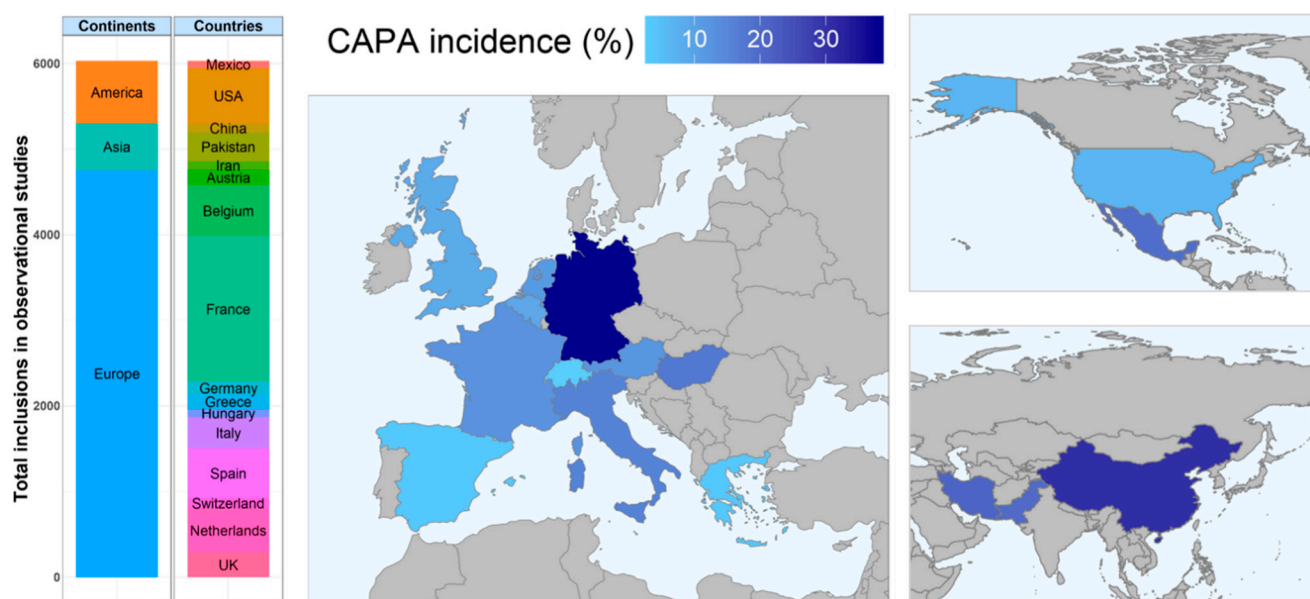 Continents
Countries
Total inclusions in observational studies
6000
4000
2000
0
America
Asia
Europe
Mexico
USA
China
Pakistan
Iran
Austria
Belgium
France
Germany
Greece
Hungary
Italy
Spain
Switzerland
Netherlands
UK
CAPA incidence (%)
10 20 30